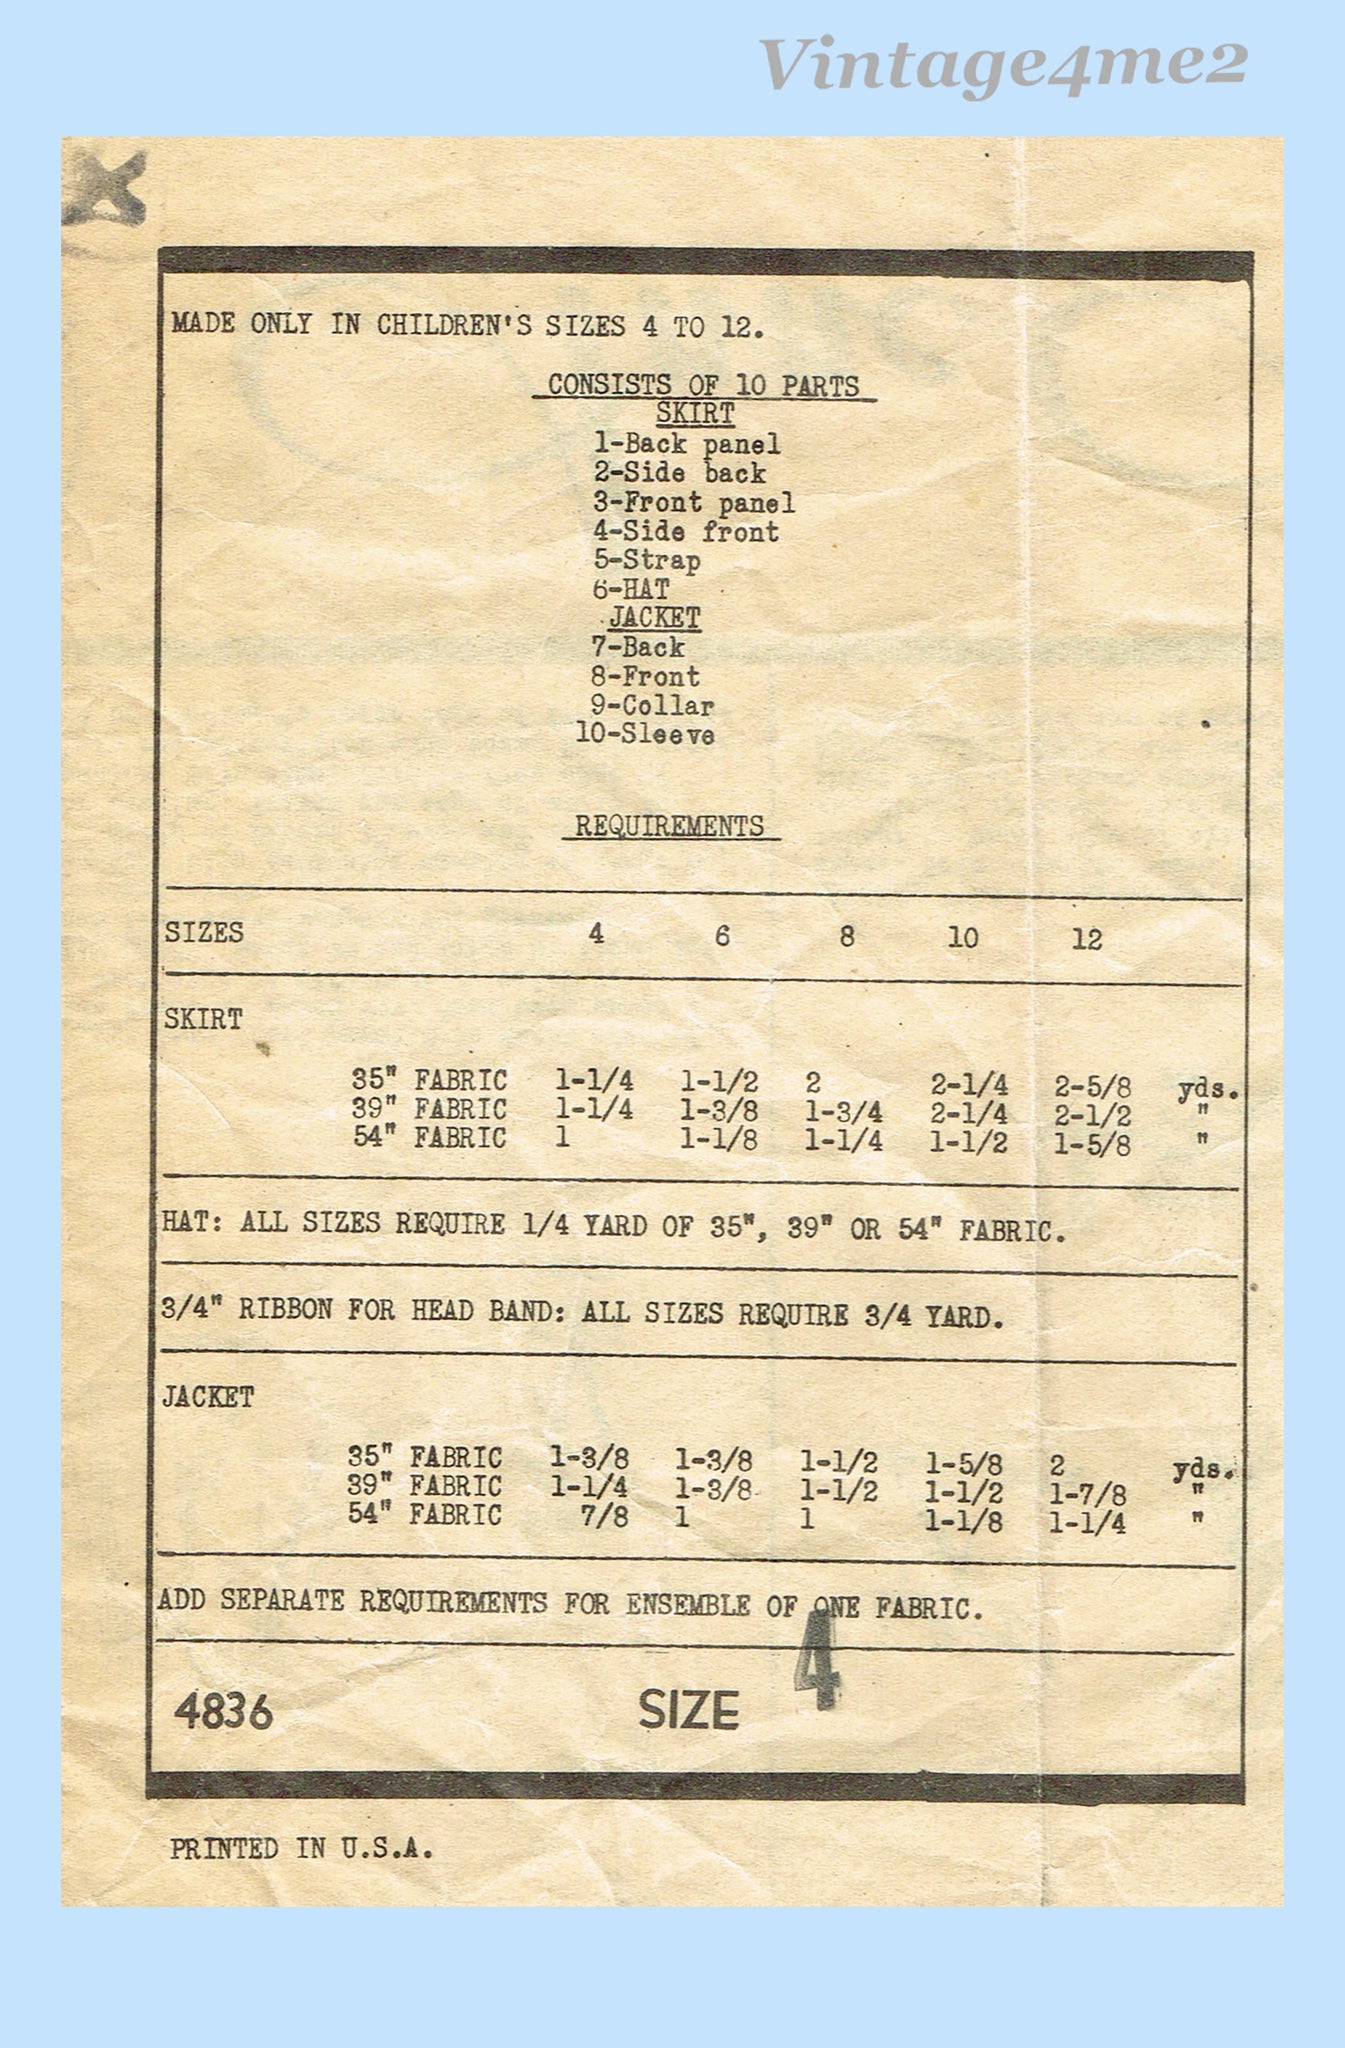 Vintage4me2
MADE ONLY IN CHILDREN'S SIZES 4 TO 12.
CONSISTS OF 10 PARTS
SKIRT
1-Back panel
2-Side back
3-Front panel
4-Side front
5-Strap
6-HAT
JACKET
7-Back
8-Front
9-Collar
10-Sleeve
REQUIREMENTS
SIZES 4 6 8 10 12
SKIRT
35" FABRIC 1-1/4 1-1/2 2 2-1/4 2-5/8 yds.
39" FABRIC 1-1/4 1-3/8 1-3/4 2-1/4 2-1/2 "
54" FABRIC 1 1-1/8 1-1/4 1-1/2 1-5/8 "
HAT: ALL SIZES REQUIRE 1/4 YARD OF 35", 39" OR 54" FABRIC.
3/4" RIBBON FOR HEAD BAND: ALL SIZES REQUIRE 3/4 YARD.
JACKET
35" FABRIC 1-3/8 1-3/8 1-1/2 1-5/8 2 yds.
39" FABRIC 1-1/4 1-3/8 1-1/2 1-1/2 1-7/8 "
54" FABRIC 7/8 1 1 1-1/8 1-1/4 "
ADD SEPARATE REQUIREMENTS FOR ENSEMBLE OF ONE FABRIC.
4836 SIZE 4
PRINTED IN U.S.A.